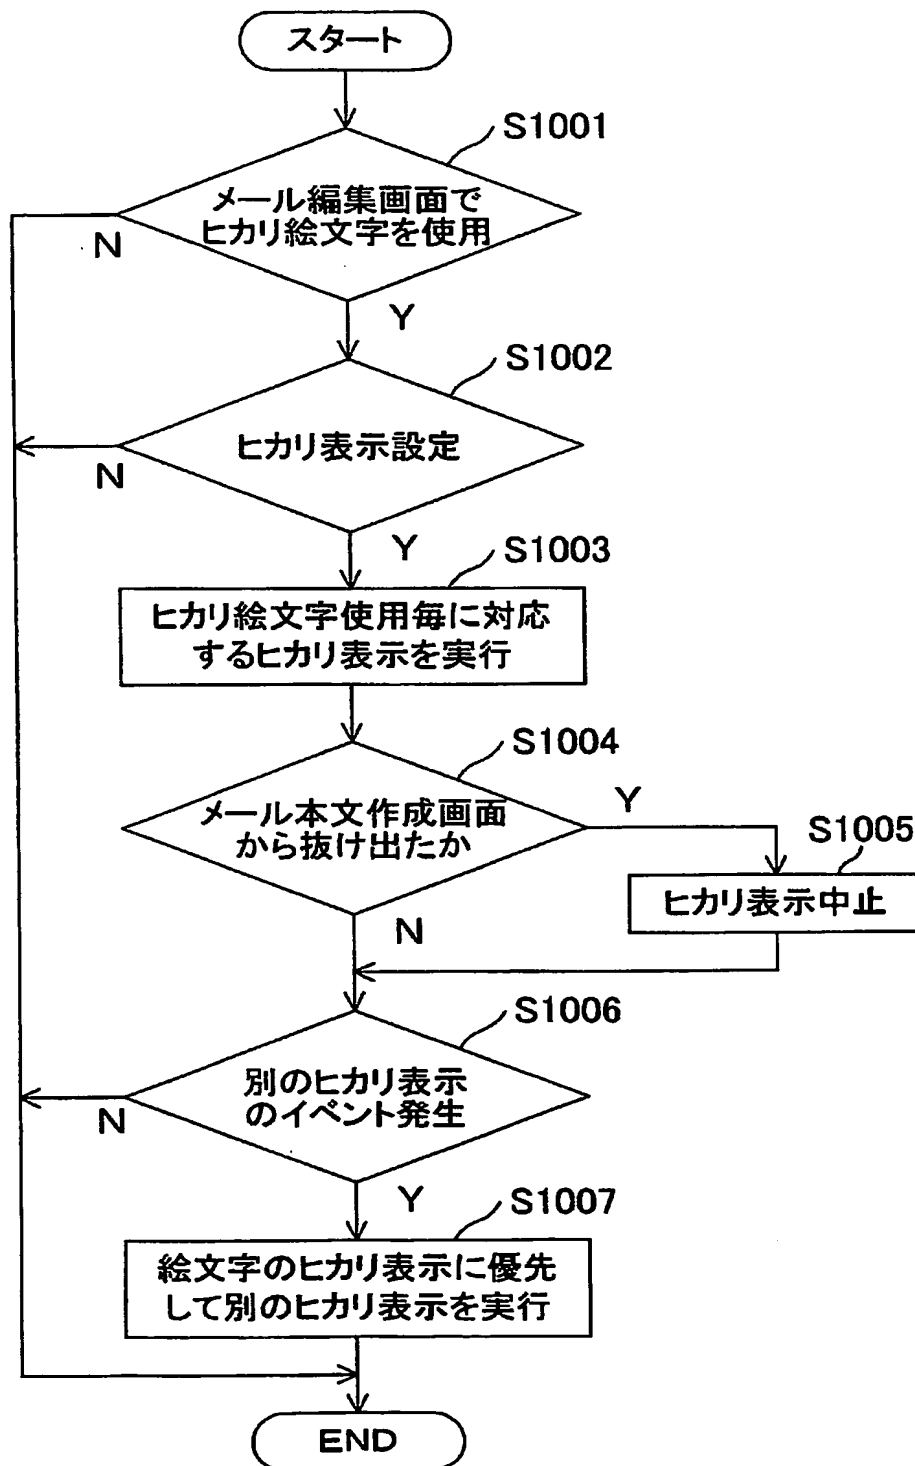 スタート
S1001
メール編集画面で
ヒカリ絵文字を使用
N
Y
S1002
ヒカリ表示設定
N
Y
S1003
ヒカリ絵文字使用毎に対応
するヒカリ表示を実行
S1004
メール本文作成画面
から抜け出たか
Y
S1005
ヒカリ表示中止
N
S1006
別のヒカリ表示
のイベント発生
N
Y
S1007
絵文字のヒカリ表示に優先
して別のヒカリ表示を実行
END